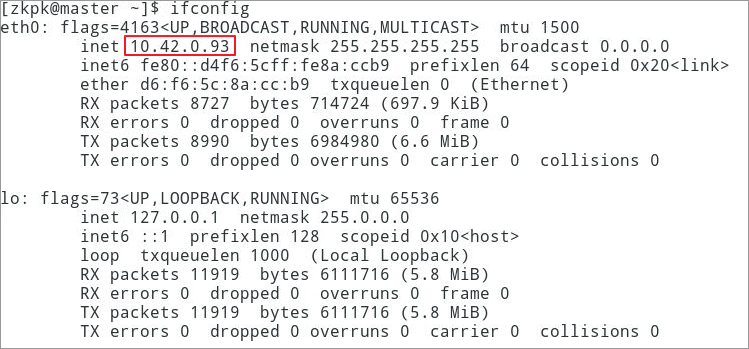 [zkpk@master ~]$ ifconfig
eth0: flags=4163<UP,BROADCAST,RUNNING,MULTICAST>  mtu 1500
        inet 10.42.0.93  netmask 255.255.255.255  broadcast 0.0.0.0
        inet6 fe80::d4f6:5cff:fe8a:ccb9  prefixlen 64  scopeid 0x20<link>
        ether d6:f6:5c:8a:cc:b9  txqueuelen 0  (Ethernet)
        RX packets 8727  bytes 714724 (697.9 KiB)
        RX errors 0  dropped 0  overruns 0  frame 0
        TX packets 8990  bytes 6984980 (6.6 MiB)
        TX errors 0  dropped 0 overruns 0  carrier 0  collisions 0

lo: flags=73<UP,LOOPBACK,RUNNING>  mtu 65536
        inet 127.0.0.1  netmask 255.0.0.0
        inet6 ::1  prefixlen 128  scopeid 0x10<host>
        loop  txqueuelen 1000  (Local Loopback)
        RX packets 11919  bytes 6111716 (5.8 MiB)
        RX errors 0  dropped 0  overruns 0  frame 0
        TX packets 11919  bytes 6111716 (5.8 MiB)
        TX errors 0  dropped 0 overruns 0  carrier 0  collisions 0